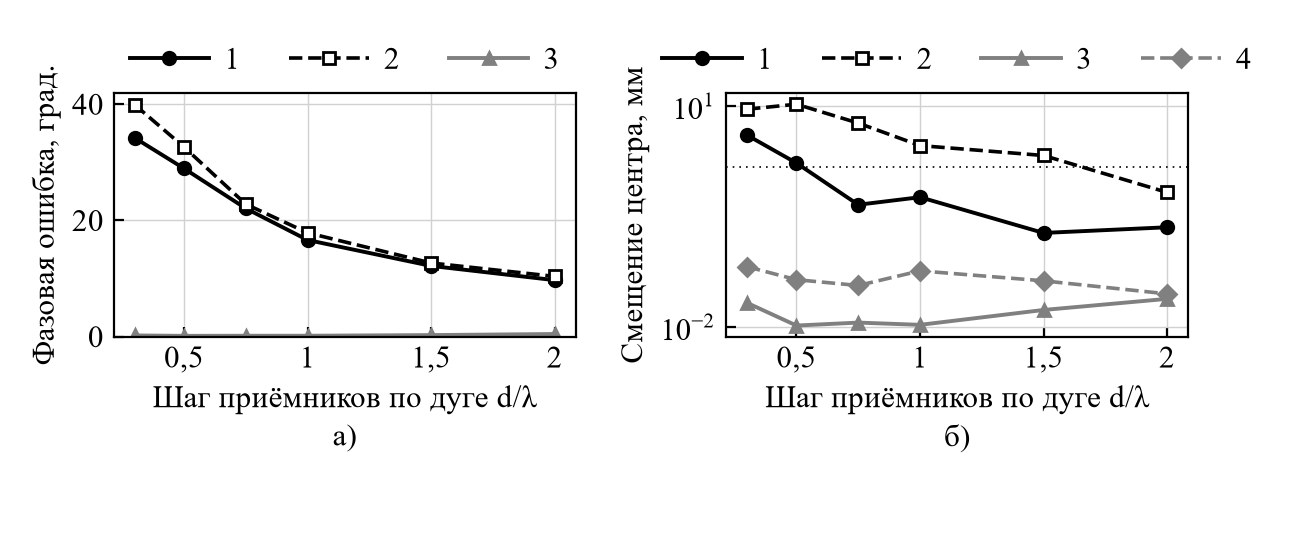 1 2 3
Фазовая ошибка, град.
40
20
0
0,5 1 1,5 2
Шаг приёмников по дуге d/λ
а)
1 2 3 4
Смещение центра, мм
10¹
10⁻²
0,5 1 1,5 2
Шаг приёмников по дуге d/λ
б)